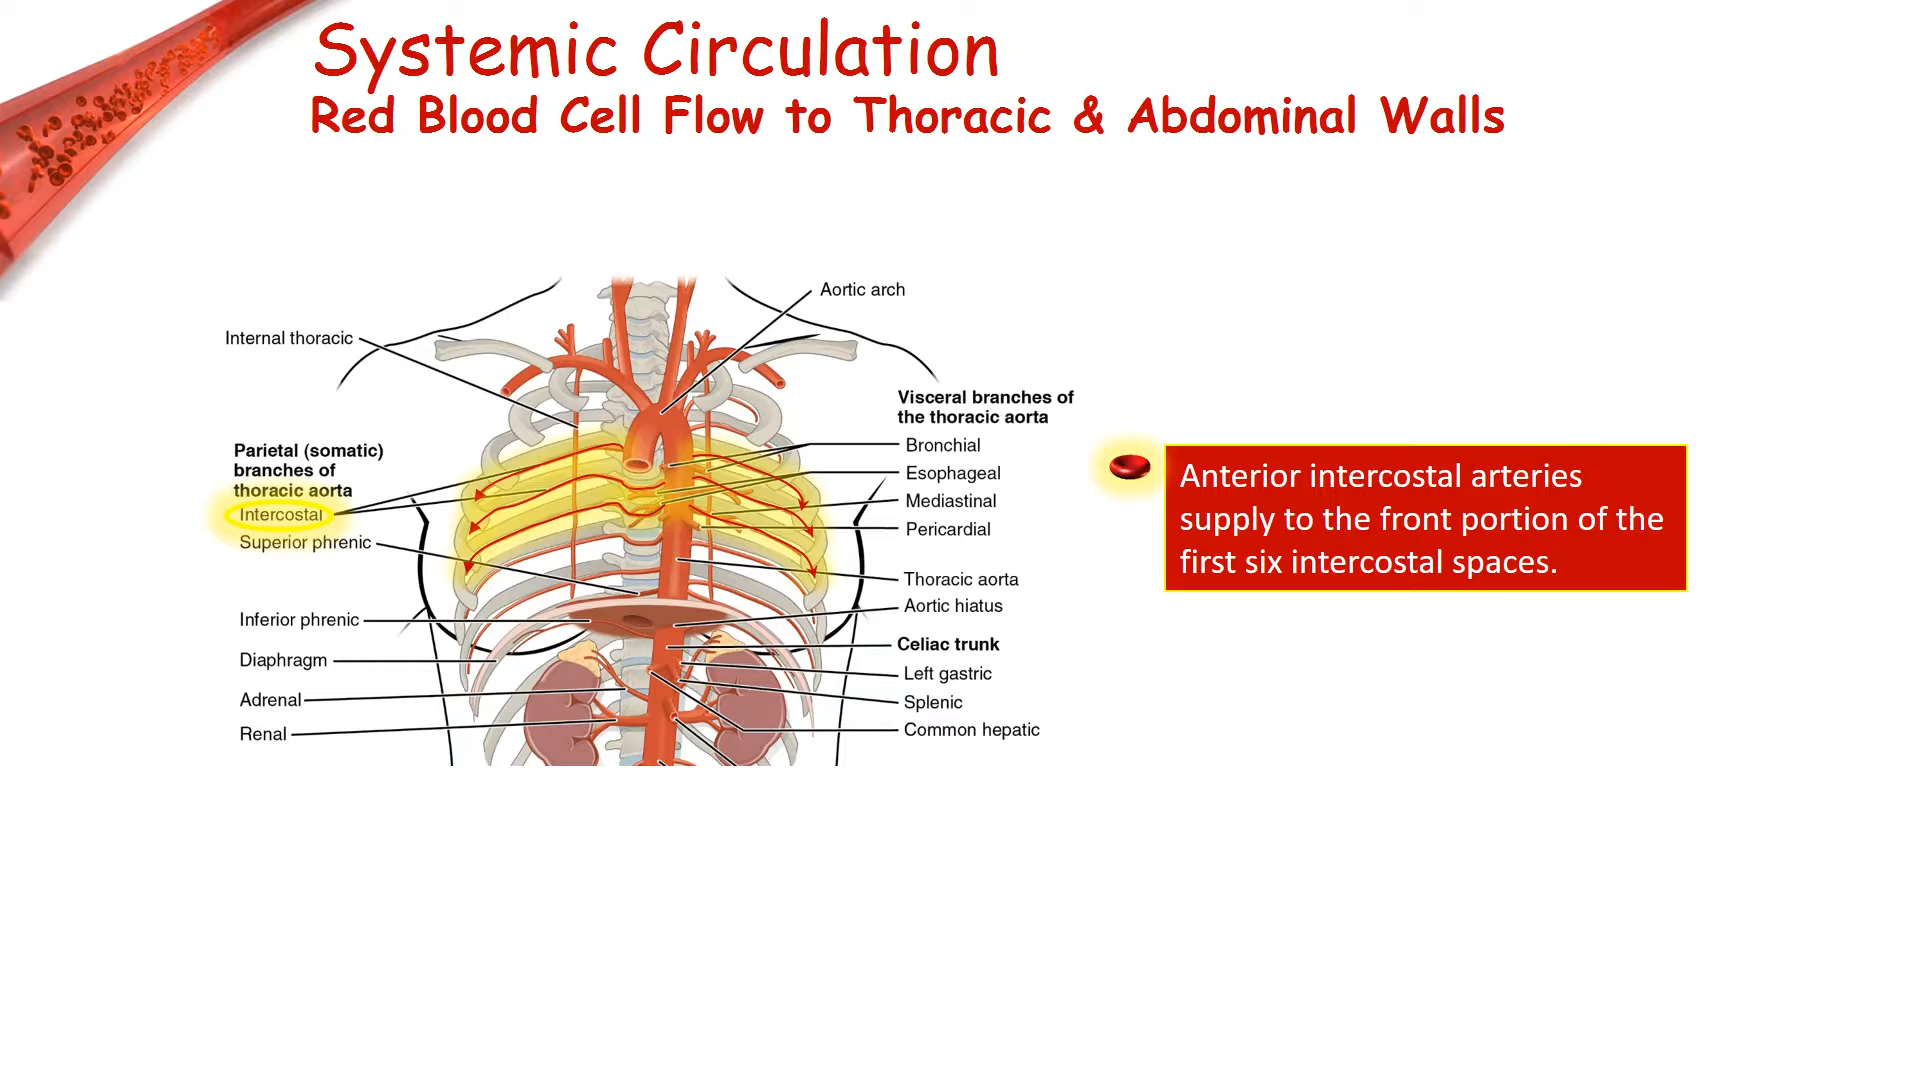 Systemic Circulation
Red Blood Cell Flow to Thoracic & Abdominal Walls
Aortic arch
Internal thoracic
Visceral branches of
the thoracic aorta
Bronchial
Esophageal
Mediastinal
Pericardial
Thoracic aorta
Aortic hiatus
Celiac trunk
Left gastric
Splenic
Common hepatic
Parietal (somatic)
branches of
thoracic aorta
Intercostal
Superior phrenic
Inferior phrenic
Diaphragm
Adrenal
Renal
Anterior intercostal arteries
supply to the front portion of the
first six intercostal spaces.